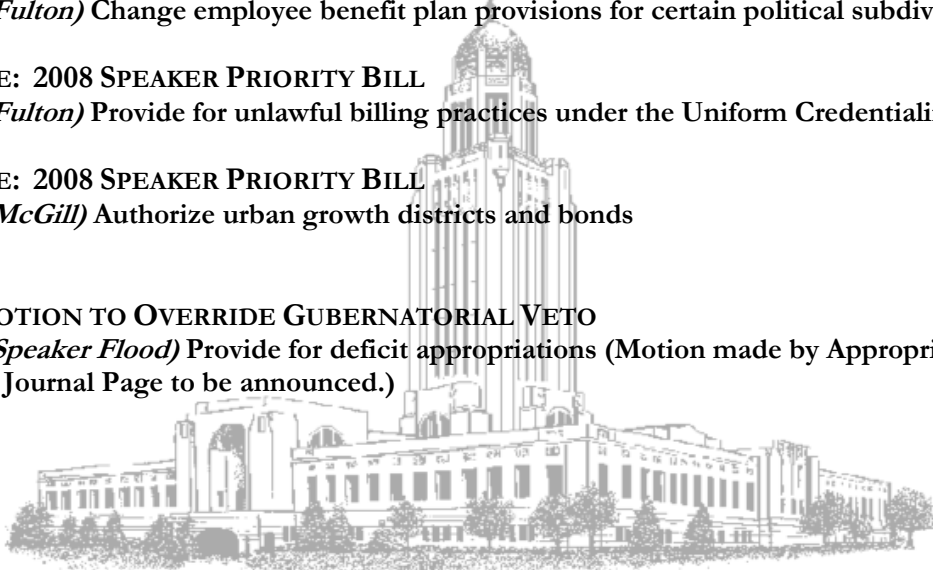 Fulton) Change employee benefit plan provisions for certain political subdiv
E: 2008 SPEAKER PRIORITY BILL
Fulton) Provide for unlawful billing practices under the Uniform Credentiali
E: 2008 SPEAKER PRIORITY BILL
McGill) Authorize urban growth districts and bonds
OTION TO OVERRIDE GUBERNATORIAL VETO
Speaker Flood) Provide for deficit appropriations (Motion made by Appropri
Journal Page to be announced.)